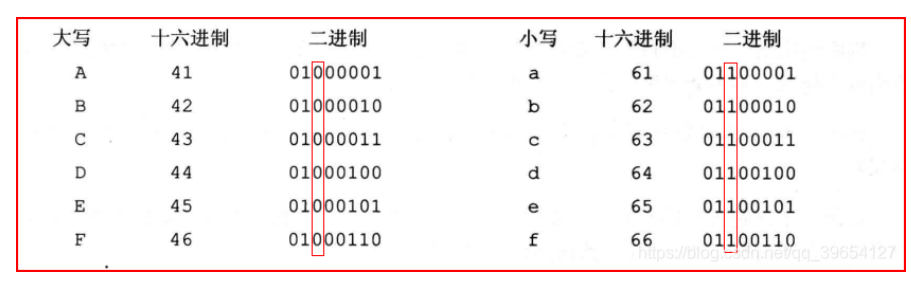 大写 十六进制 二进制 小写 十六进制 二进制
A 41 01000001 a 61 01100001
B 42 01000010 b 62 01100010
C 43 01000011 c 63 01100011
D 44 01000100 d 64 01100100
E 45 01000101 e 65 01100101
F 46 01000110 f 66 01100110
https://blog.csdn.net/qq_39654127